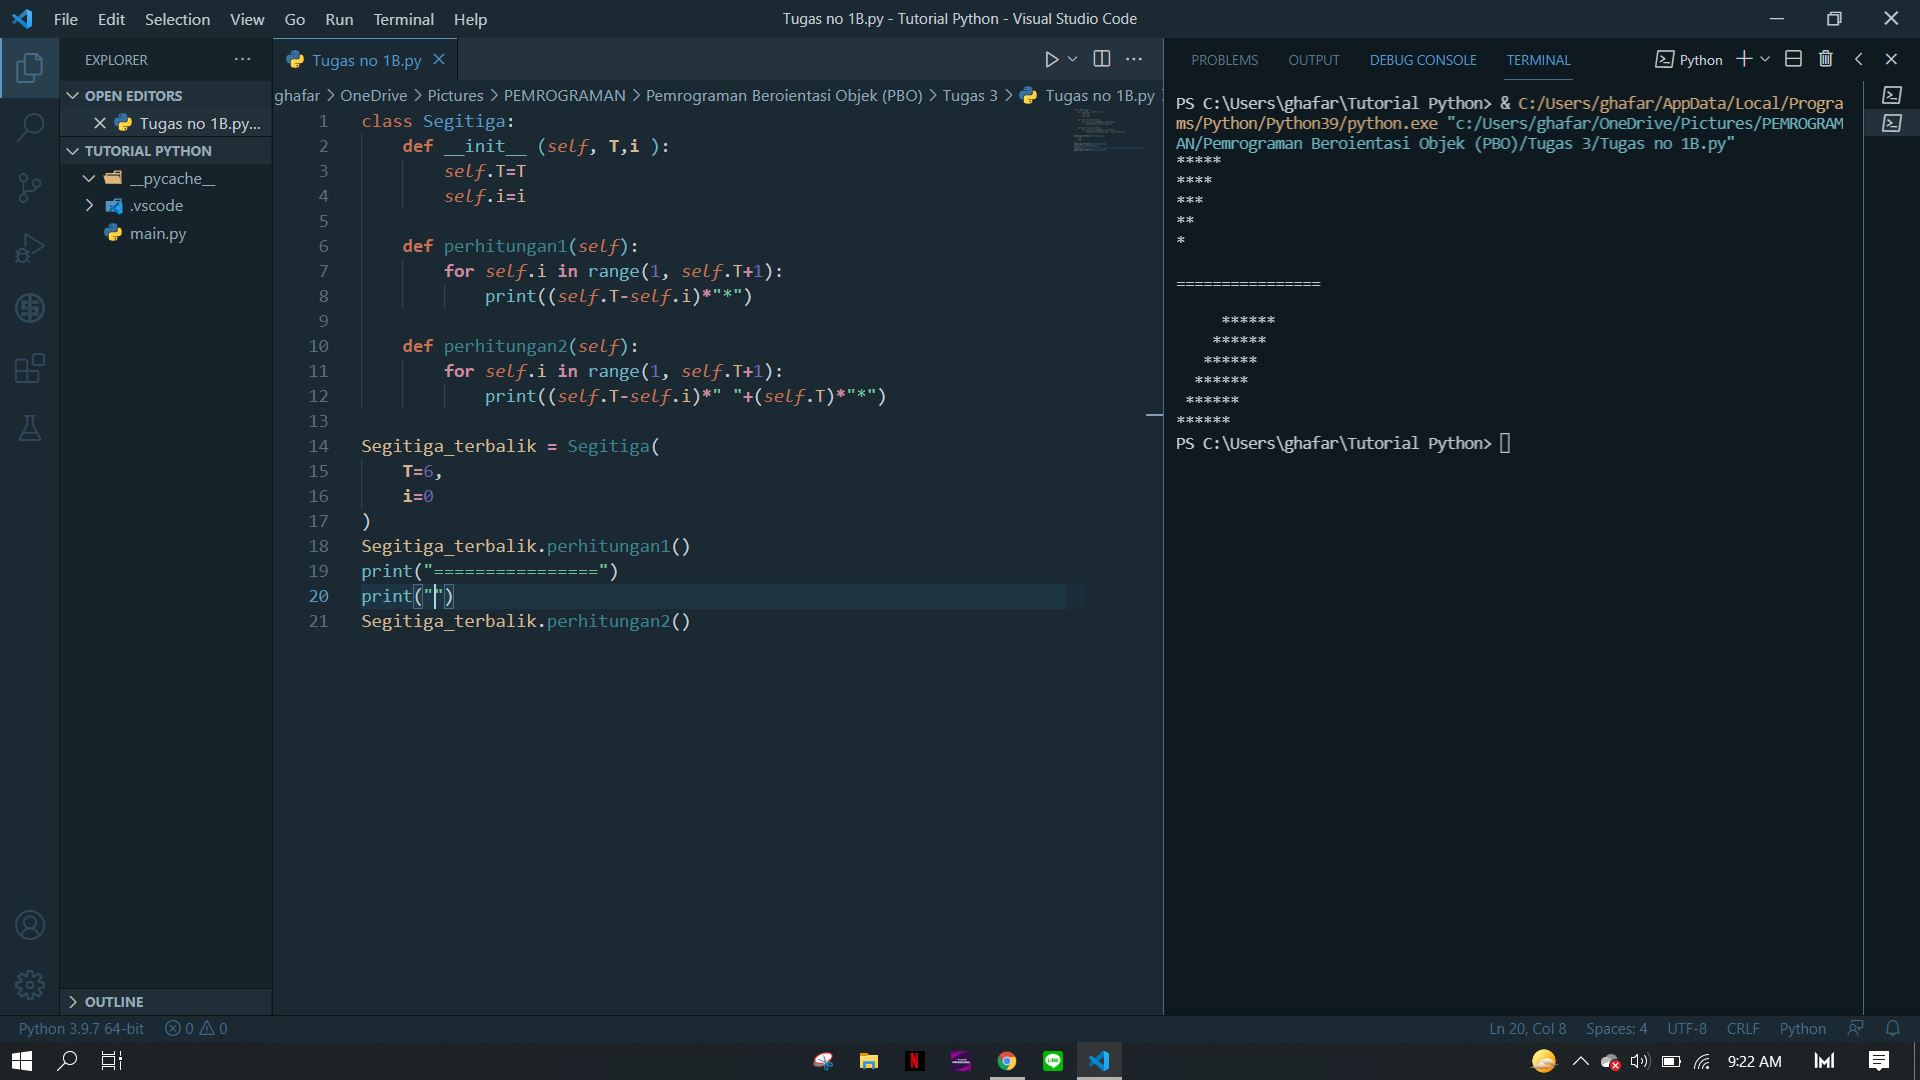 File Edit Selection View Go Run Terminal Help
Tugas no 1B.py - Tutorial Python - Visual Studio Code
EXPLORER
OPEN EDITORS
Tugas no 1B.py...
TUTORIAL PYTHON
__pycache__
.vscode
main.py
OUTLINE
Tugas no 1B.py
ghafar > OneDrive > Pictures > PEMROGRAMAN > Pemrograman Beroientasi Objek (PBO) > Tugas 3 > Tugas no 1B.py
1 class Segitiga:
2     def __init__ (self, T,i ):
3         self.T=T
4         self.i=i
5
6     def perhitungan1(self):
7         for self.i in range(1, self.T+1):
8             print((self.T-self.i)*"*")
9
10     def perhitungan2(self):
11         for self.i in range(1, self.T+1):
12             print((self.T-self.i)*" "+(self.T)*"*")
13
14 Segitiga_terbalik = Segitiga(
15     T=6,
16     i=0
17 )
18 Segitiga_terbalik.perhitungan1()
19 print("================")
20 print("")
21 Segitiga_terbalik.perhitungan2()
PROBLEMS OUTPUT DEBUG CONSOLE TERMINAL
Python
PS C:\Users\ghafar\Tutorial Python> & C:/Users/ghafar/AppData/Local/Progra
ms/Python/Python39/python.exe "c:/Users/ghafar/OneDrive/Pictures/PEMROGRAM
AN/Pemrograman Beroientasi Objek (PBO)/Tugas 3/Tugas no 1B.py"
*****
****
***
**
*

================

     ******
    ******
   ******
  ******
 ******
******
PS C:\Users\ghafar\Tutorial Python>
Python 3.9.7 64-bit 0 0
Ln 20, Col 8 Spaces: 4 UTF-8 CRLF Python
9:22 AM